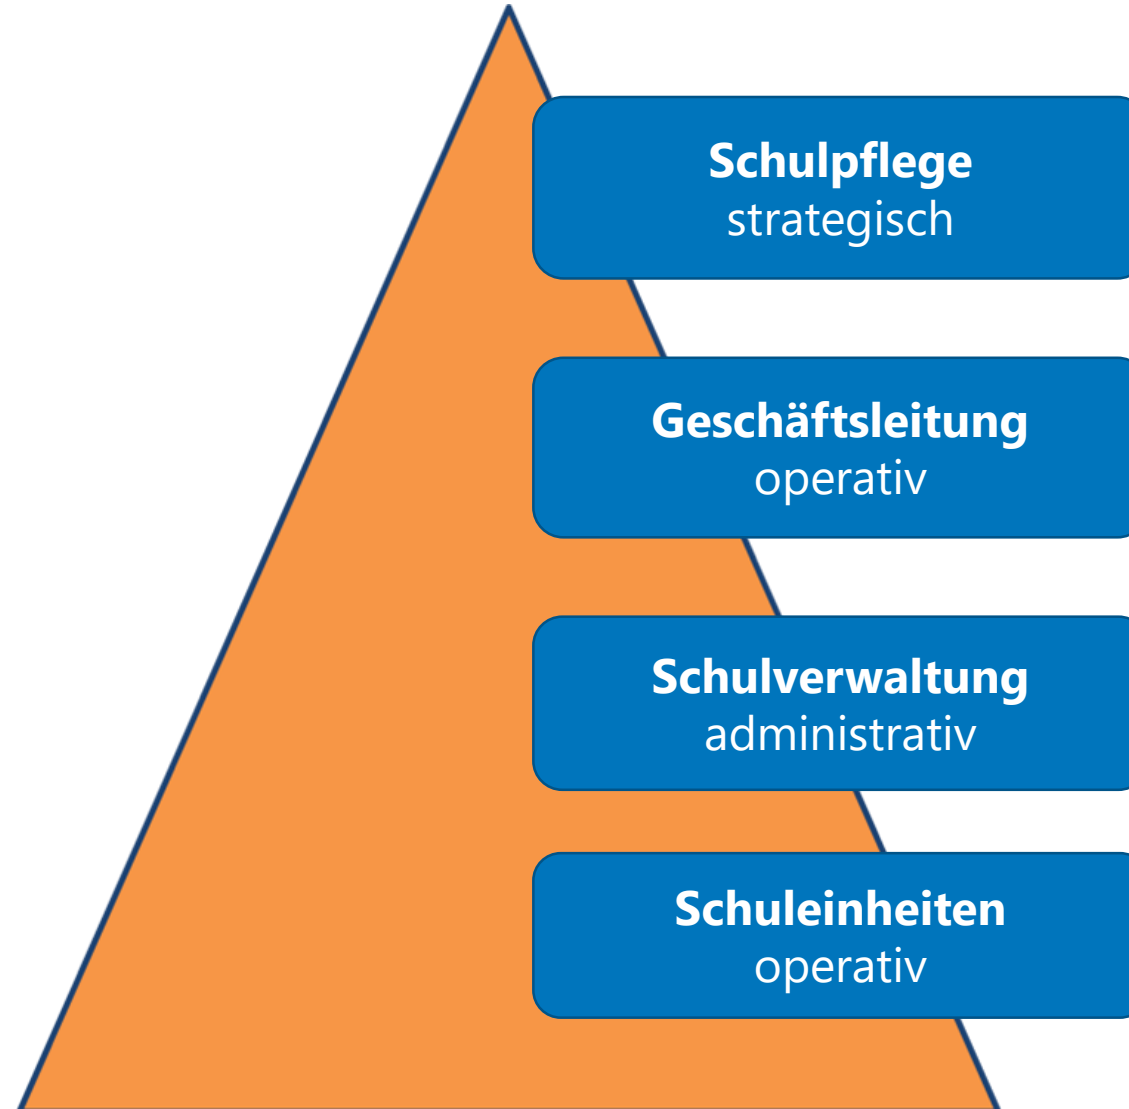 Schulpflege
strategisch
Geschäftsleitung
operativ
Schulverwaltung
administrativ
Schuleinheiten
operativ